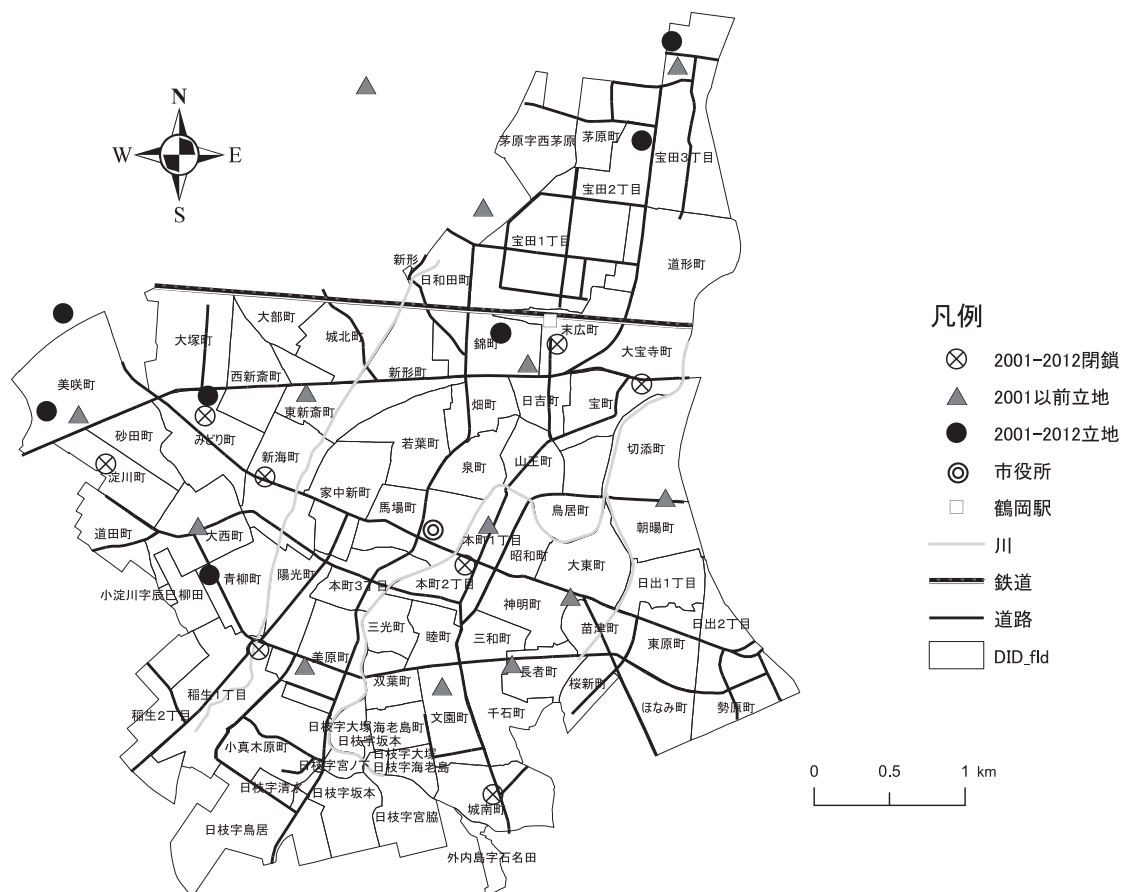 N
W
E
S
茅原字西茅原
茅原町
宝田3丁目
宝田2丁目
宝田1丁目
道形町
新形
日和田町
大部町
大塚町
城北町
錦町
末広町
大宝寺町
美咲町
西新斎町
新形町
東新斎町
畑町
日吉町
宝町
砂田町
みどり町
若葉町
切添町
新海町
泉町
山王町
淀川町
家中新町
馬場町
鳥居町
朝暘町
道田町
大西町
本町1丁目
昭和町
大東町
青柳町
陽光町
本町3丁目
本町2丁目
日出1丁目
小淀川字辰巳柳田
神明町
三光町
睦町
三和町
苗津町
日出2丁目
東原町
美原町
長者町
双葉町
桜新町
稲生1丁目
稲生2丁目
文園町
千石町
ほなみ町
勢原町
日枝字大塚
海老島町
日枝字坂本
小真木原町
日枝字大塚
日枝字宮ノ下
日枝字海老島
日枝字清水
日枝字坂本
城南町
日枝字鳥居
日枝字宮脇
外内島字石名田
凡例
2001-2012閉鎖
2001以前立地
2001-2012立地
市役所
鶴岡駅
川
鉄道
道路
DID_fld
0 0.5 1 km